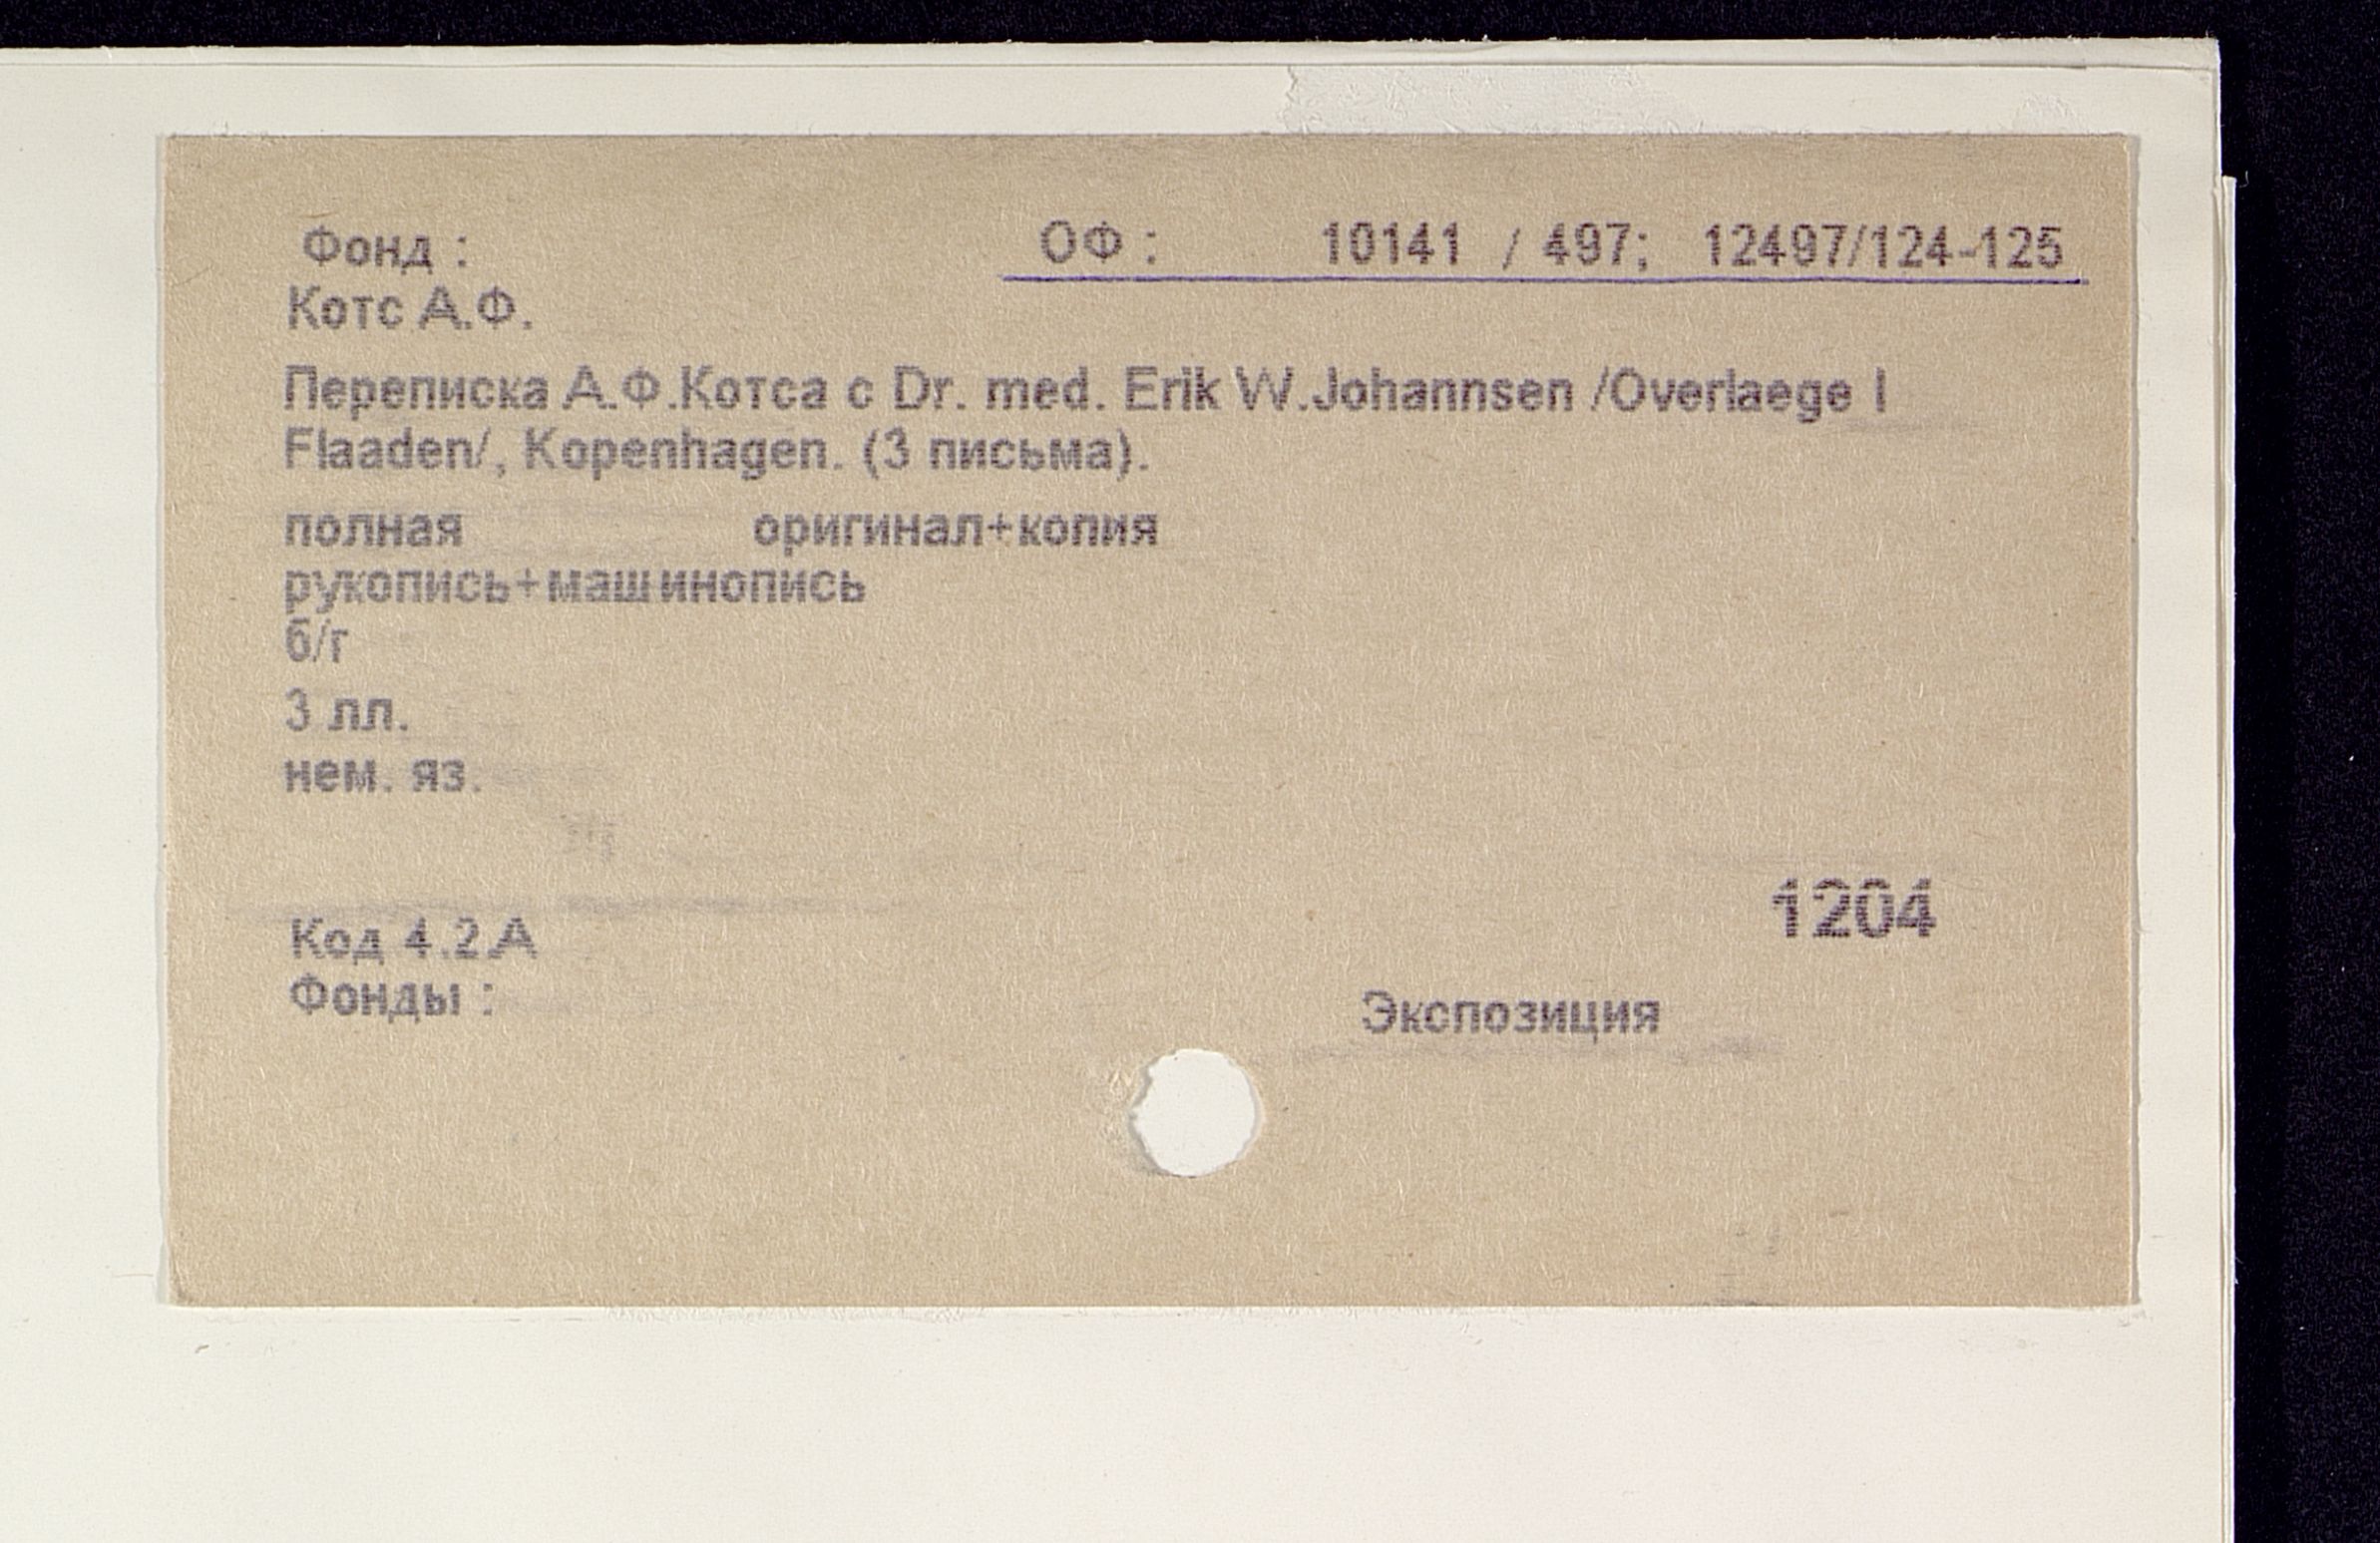 Фонд : ОФ : 10141 / 497; 12497/124-125
Котс А.Ф.
Переписка А.Ф.Котса с Dr. med. Erik W.Johannsen /Overlaege I
Flaaden/, Kopenhagen. (3 письма).
полная оригинал+копия
рукопись+машинопись
б/г
3 лл.
нем. яз.
1204
Код 4.2.А
Фонды : Экспозиция